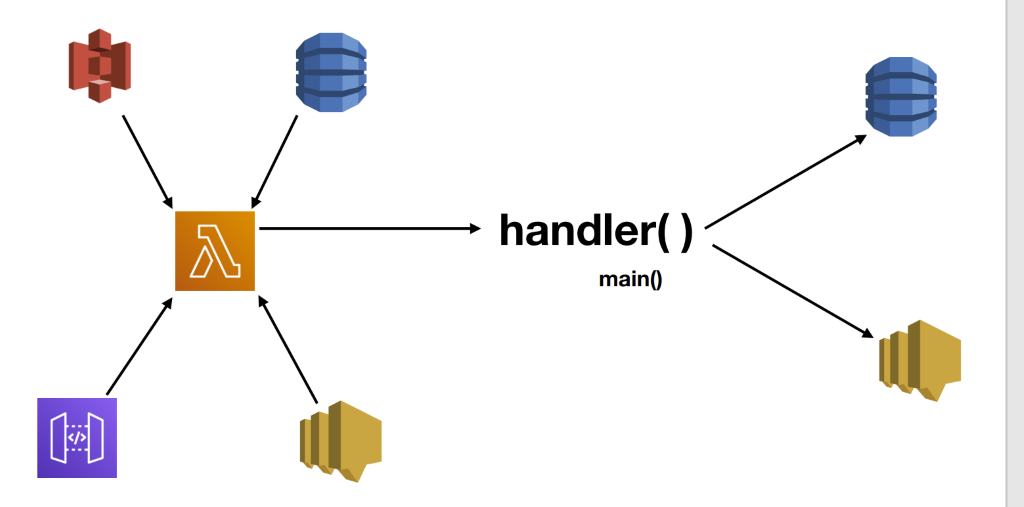 handler( )
main()
</>